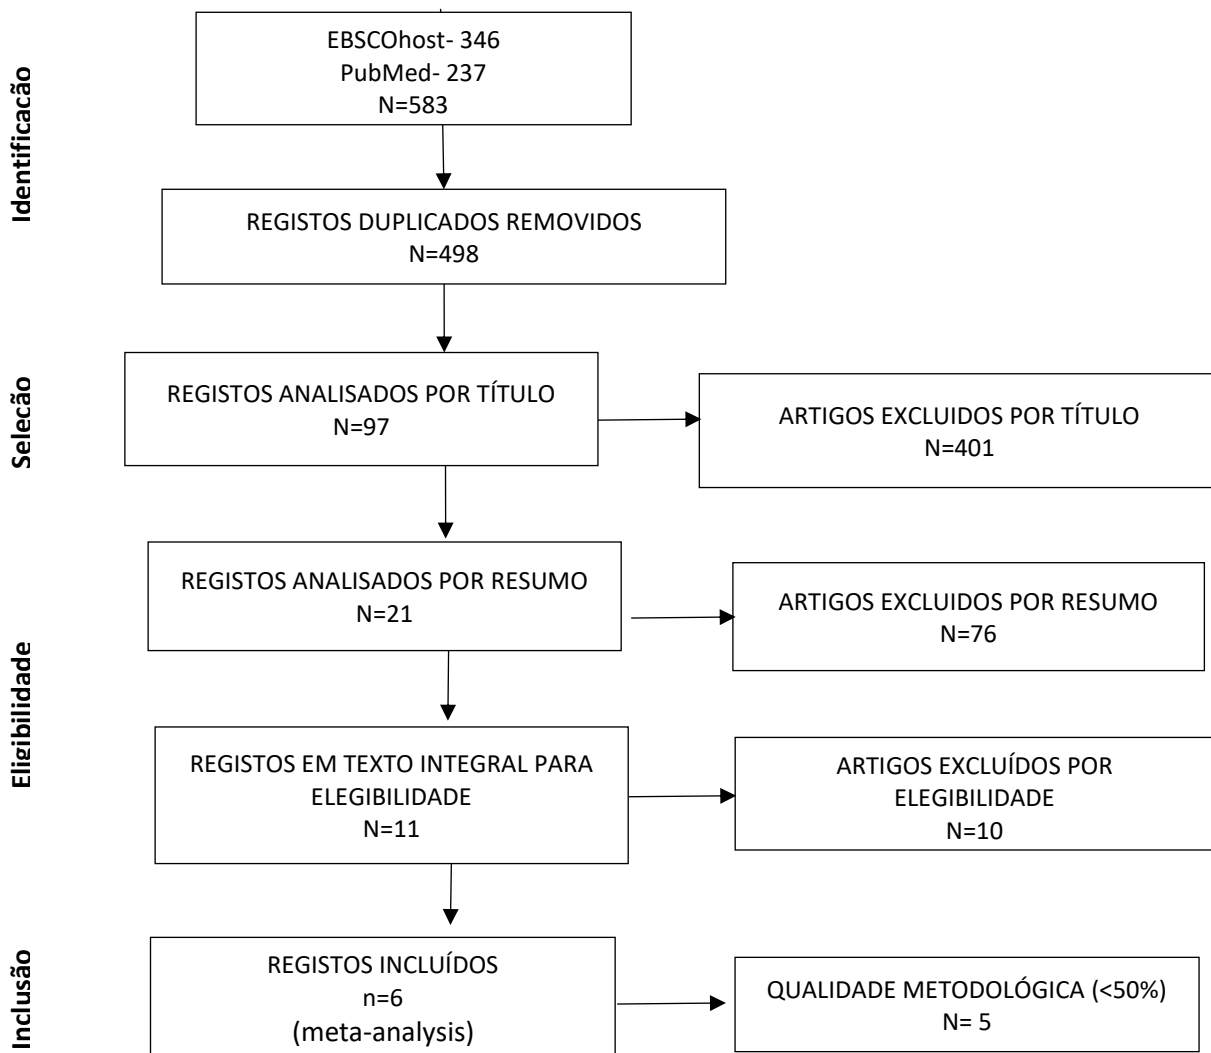 Identificação
EBSCOhost- 346
PubMed- 237
N=583
REGISTOS DUPLICADOS REMOVIDOS
N=498
Seleção
REGISTOS ANALISADOS POR TÍTULO
N=97
ARTIGOS EXCLUIDOS POR TÍTULO
N=401
Eligibilidade
REGISTOS ANALISADOS POR RESUMO
N=21
ARTIGOS EXCLUIDOS POR RESUMO
N=76
REGISTOS EM TEXTO INTEGRAL PARA
ELEGIBILIDADE
N=11
ARTIGOS EXCLUÍDOS POR
ELEGIBILIDADE
N=10
Inclusão
REGISTOS INCLUÍDOS
n=6
(meta-analysis)
QUALIDADE METODOLÓGICA (<50%)
N= 5